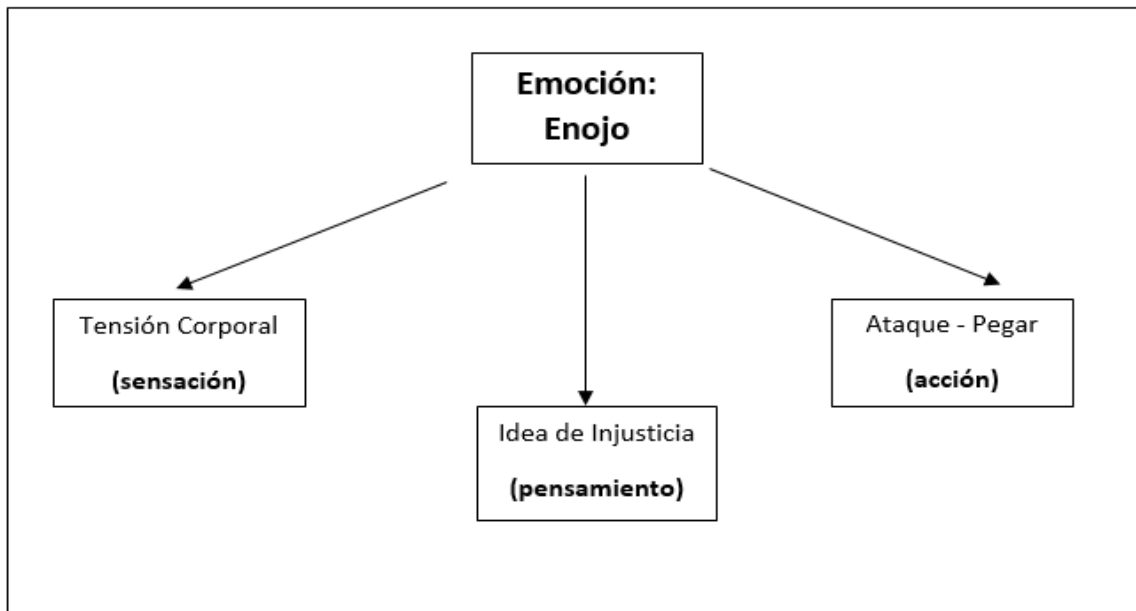 Emoción:
Enojo
Tensión Corporal
(sensación)
Idea de Injusticia
(pensamiento)
Ataque - Pegar
(acción)